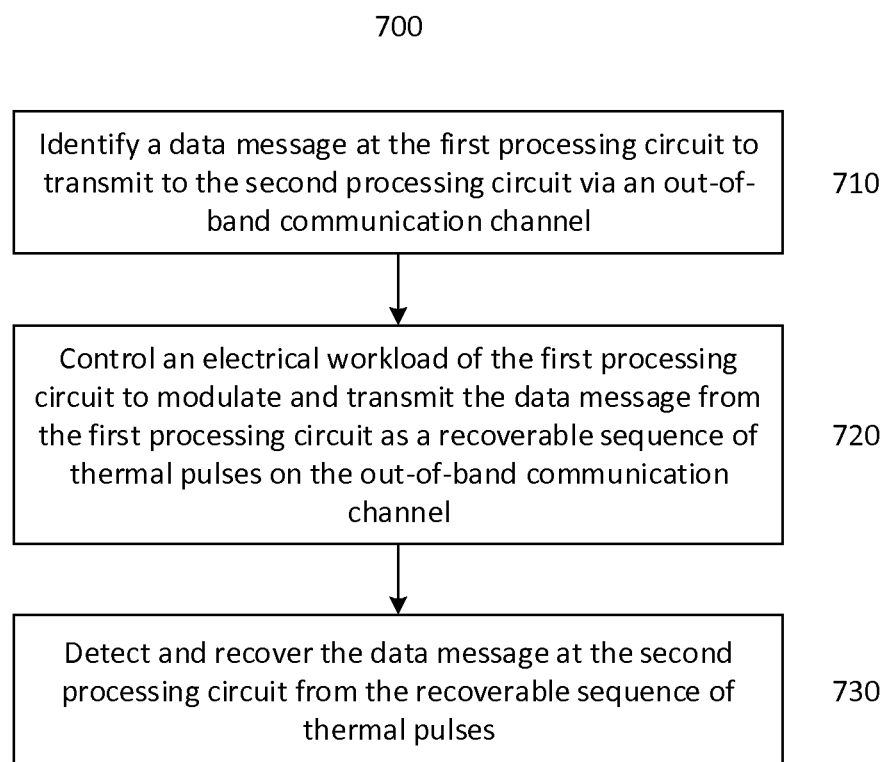 700
Identify a data message at the first processing circuit to
transmit to the second processing circuit via an out-of-
band communication channel
710
Control an electrical workload of the first processing
circuit to modulate and transmit the data message from
the first processing circuit as a recoverable sequence of
thermal pulses on the out-of-band communication
channel
720
Detect and recover the data message at the second
processing circuit from the recoverable sequence of
thermal pulses
730